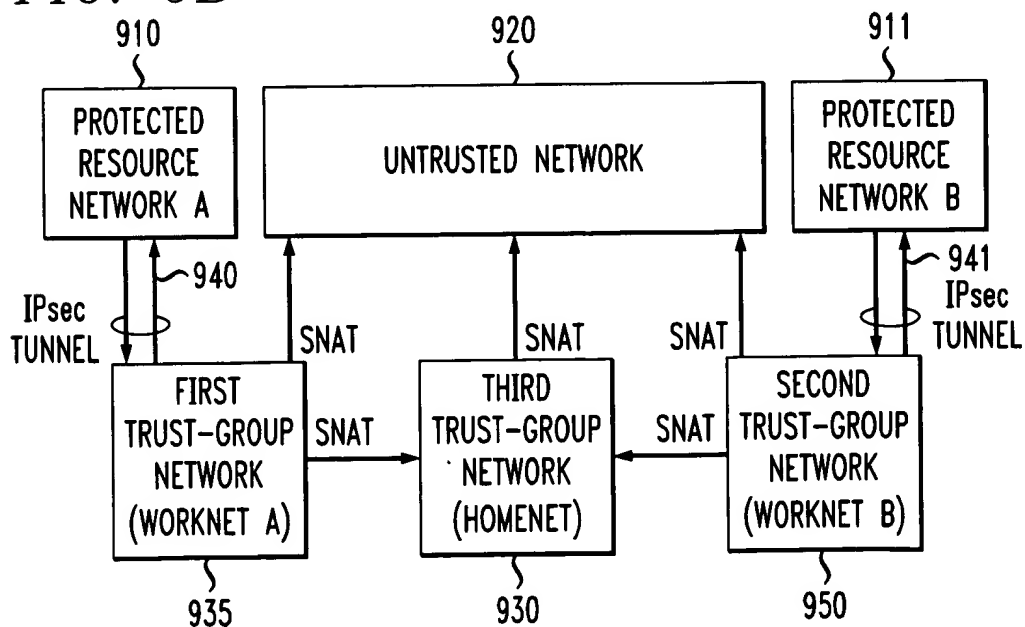 910
920
911
PROTECTED
RESOURCE
NETWORK A
UNTRUSTED NETWORK
PROTECTED
RESOURCE
NETWORK B
940
941
IPsec
TUNNEL
SNAT
SNAT
SNAT
IPsec
TUNNEL
FIRST
TRUST-GROUP
NETWORK
(WORKNET A)
SNAT
THIRD
TRUST-GROUP
NETWORK
(HOMENET)
SNAT
SECOND
TRUST-GROUP
NETWORK
(WORKNET B)
935
930
950